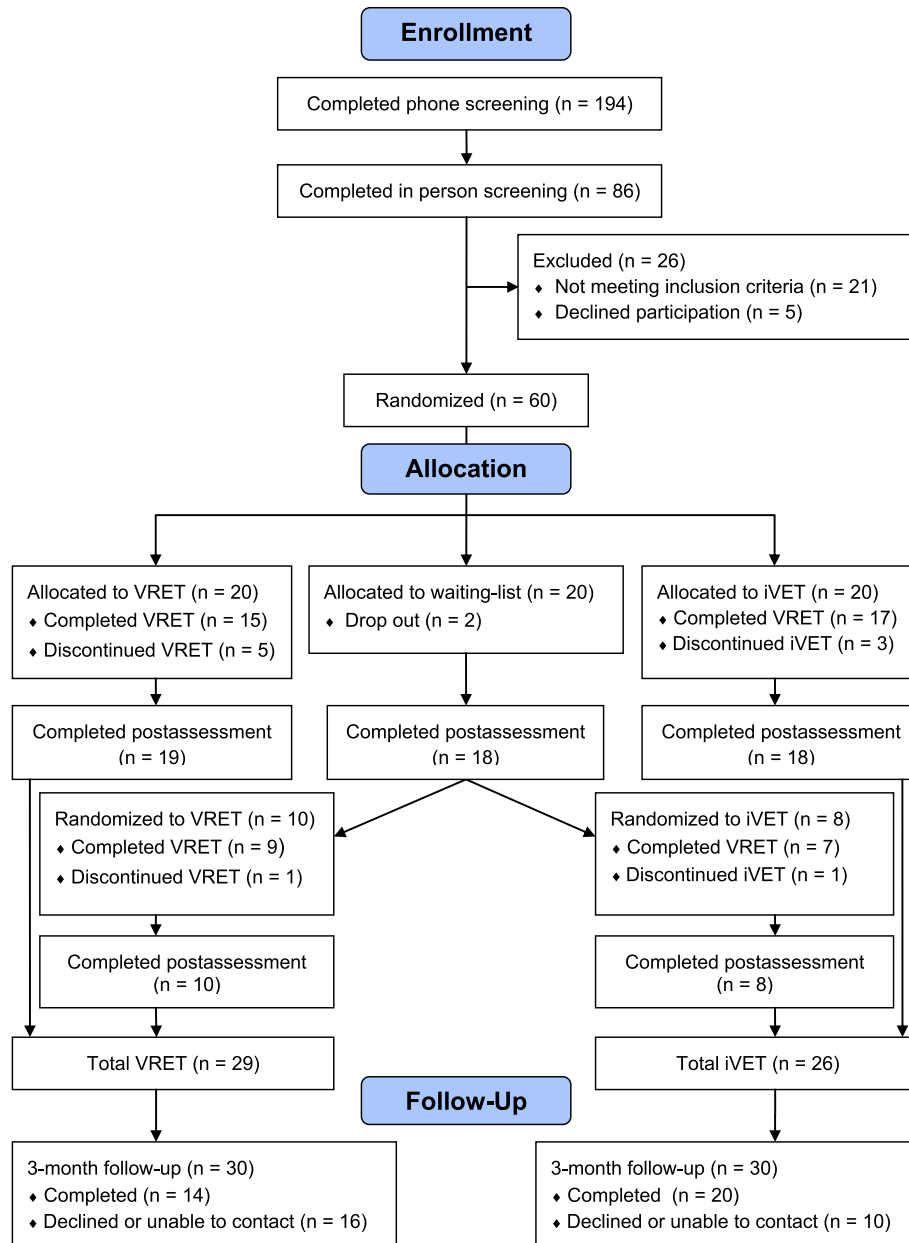 Enrollment
Completed phone screening (n = 194)
Completed in person screening (n = 86)
Excluded (n = 26)
♦ Not meeting inclusion criteria (n = 21)
♦ Declined participation (n = 5)
Randomized (n = 60)
Allocation
Allocated to VRET (n = 20)
♦ Completed VRET (n = 15)
♦ Discontinued VRET (n = 5)
Allocated to waiting-list (n = 20)
♦ Drop out (n = 2)
Allocated to iVET (n = 20)
♦ Completed VRET (n = 17)
♦ Discontinued iVET (n = 3)
Completed postassessment
(n = 19)
Completed postassessment
(n = 18)
Completed postassessment
(n = 18)
Randomized to VRET (n = 10)
♦ Completed VRET (n = 9)
♦ Discontinued VRET (n = 1)
Randomized to iVET (n = 8)
♦ Completed VRET (n = 7)
♦ Discontinued iVET (n = 1)
Completed postassessment
(n = 10)
Completed postassessment
(n = 8)
Total VRET (n = 29)
Total iVET (n = 26)
Follow-Up
3-month follow-up (n = 30)
♦ Completed (n = 14)
♦ Declined or unable to contact (n = 16)
3-month follow-up (n = 30)
♦ Completed (n = 20)
♦ Declined or unable to contact (n = 10)